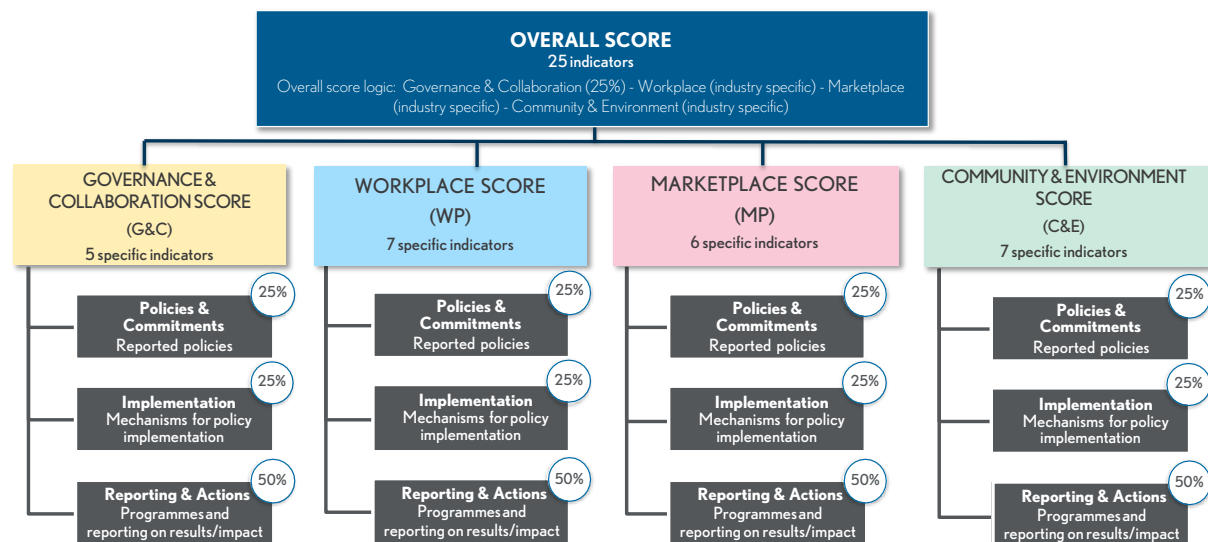 OVERALL SCORE
25 indicators
Overall score logic: Governance & Collaboration (25%) - Workplace (industry specific) - Marketplace
(industry specific) - Community & Environment (industry specific)
GOVERNANCE &
COLLABORATION SCORE
(G&C)
5 specific indicators
25%
Policies &
Commitments
Reported policies
25%
Implementation
Mechanisms for policy
implementation
50%
Reporting & Actions
Programmes and
reporting on results/impact
WORKPLACE SCORE
(WP)
7 specific indicators
25%
Policies &
Commitments
Reported policies
25%
Implementation
Mechanisms for policy
implementation
50%
Reporting & Actions
Programmes and
reporting on results/impact
MARKETPLACE SCORE
(MP)
6 specific indicators
25%
Policies &
Commitments
Reported policies
25%
Implementation
Mechanisms for policy
implementation
50%
Reporting & Actions
Programmes and
reporting on results/impact
COMMUNITY & ENVIRONMENT
SCORE
(C&E)
7 specific indicators
25%
Policies &
Commitments
Reported policies
25%
Implementation
Mechanisms for policy
implementation
50%
Reporting & Actions
Programmes and
reporting on results/impact